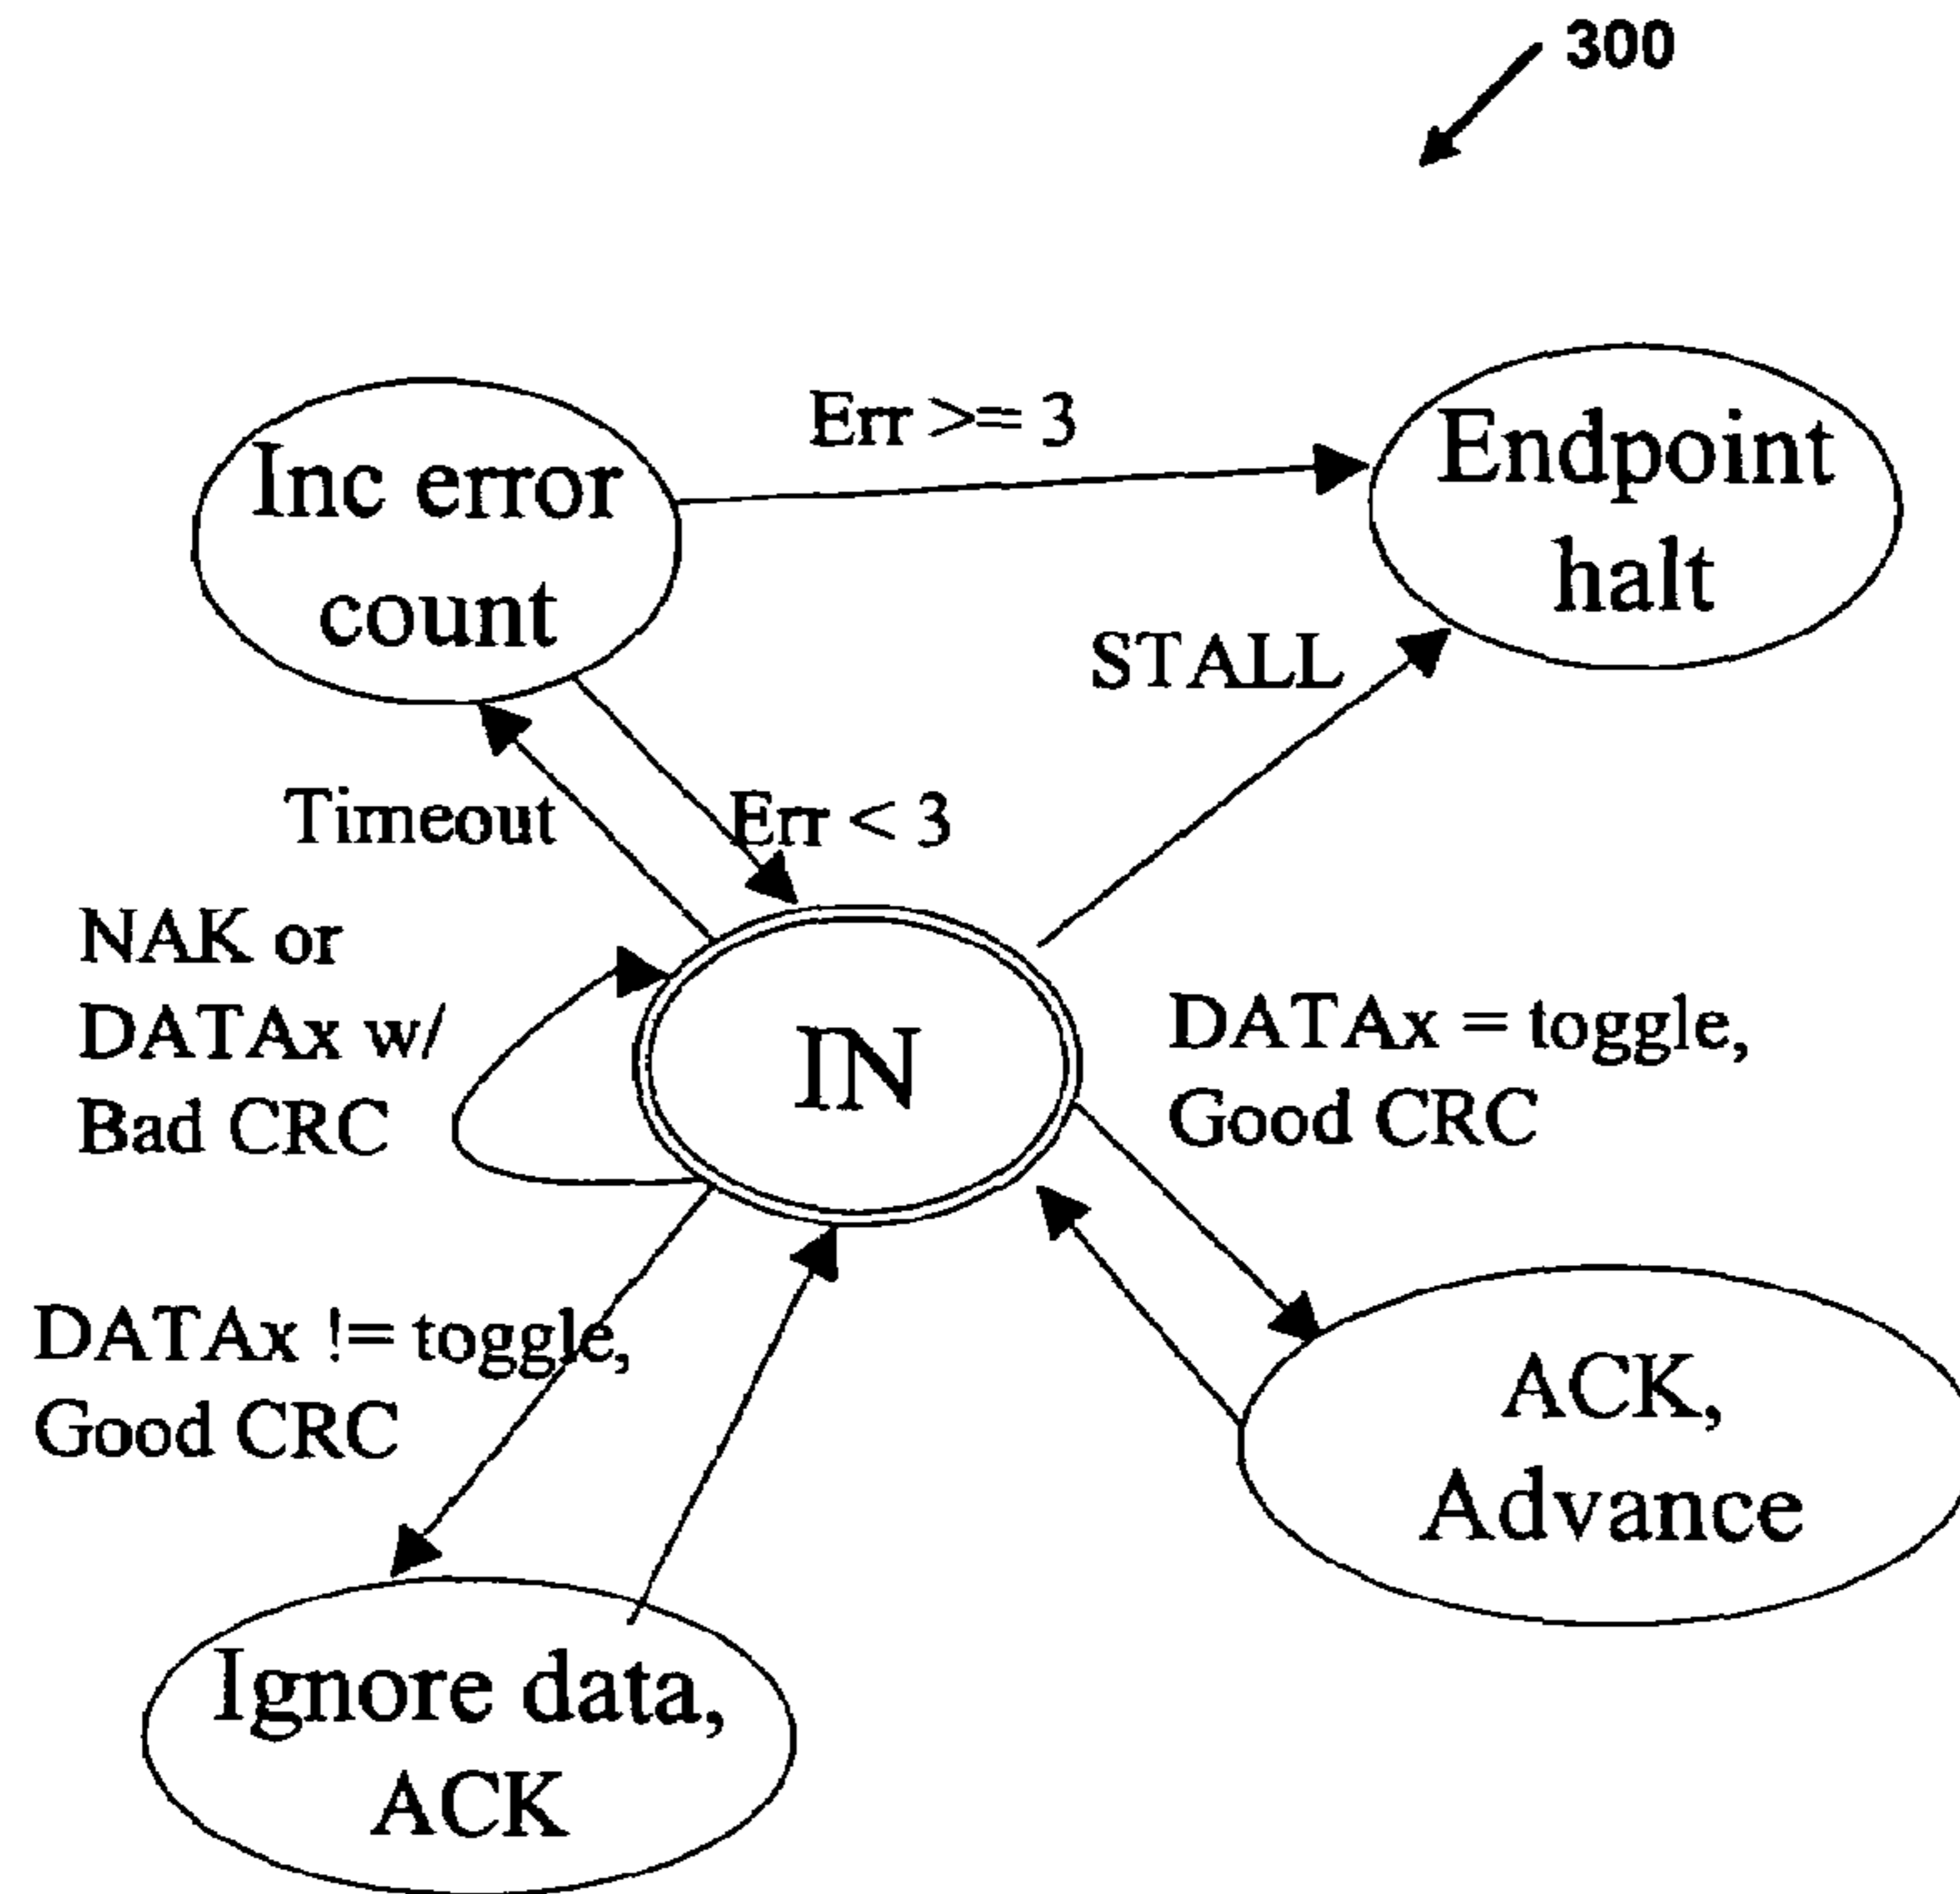 300
Err >= 3
Inc error
count
Endpoint
halt
STALL
Timeout
Err < 3
NAK or
DATAx w/
Bad CRC
IN
DATAx = toggle,
Good CRC
DATAx != toggle,
Good CRC
ACK,
Advance
Ignore data,
ACK